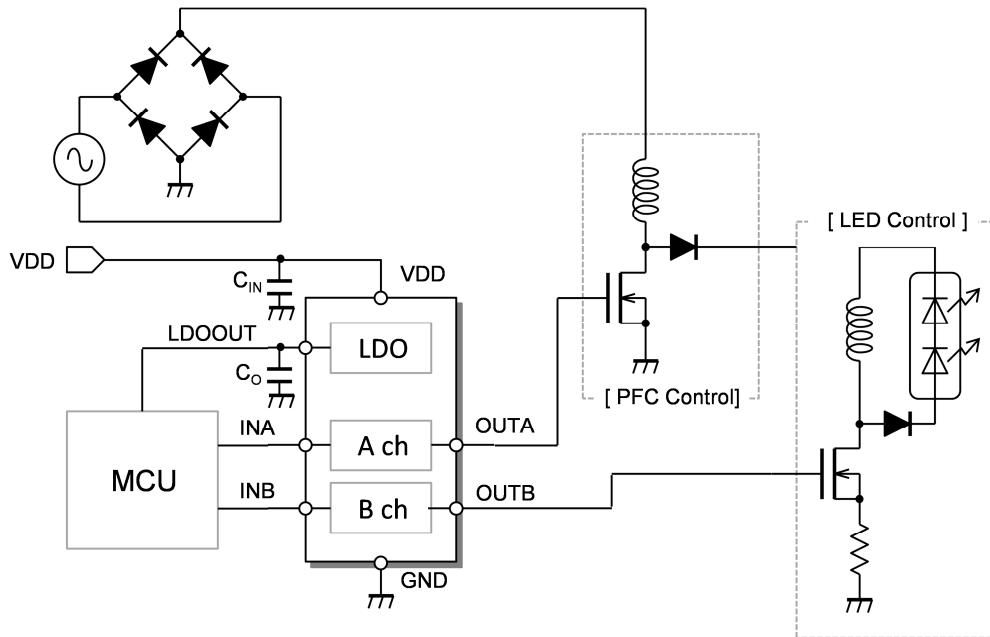 [ LED Control ]
VDD
VDD
CIN
LDOOUT
LDO
CO
[ PFC Control]
MCU
INA
A ch
OUTA
INB
B ch
OUTB
GND